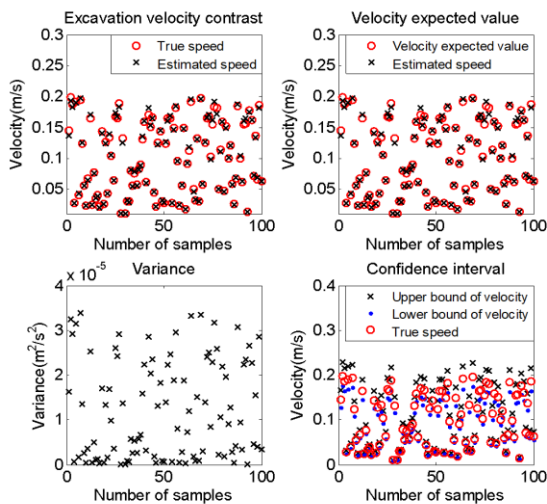 Excavation velocity contrast
0.3
0.25
0.2
0.15
0.1
0.05
Velocity(m/s)
True speed
Estimated speed
0
50
100
Number of samples
Velocity expected value
0.3
0.25
0.2
0.15
0.1
0.05
Velocity(m/s)
Velocity expected value
Estimated speed
0
50
100
Number of samples
Variance
4 x 10^-5
3
2
1
0
Variance(m²/s²)
0
50
100
Number of samples
Confidence interval
0.4
0.3
0.2
0.1
0
Velocity(m/s)
Upper bound of velocity
Lower bound of velocity
True speed
0
50
100
Number of samples